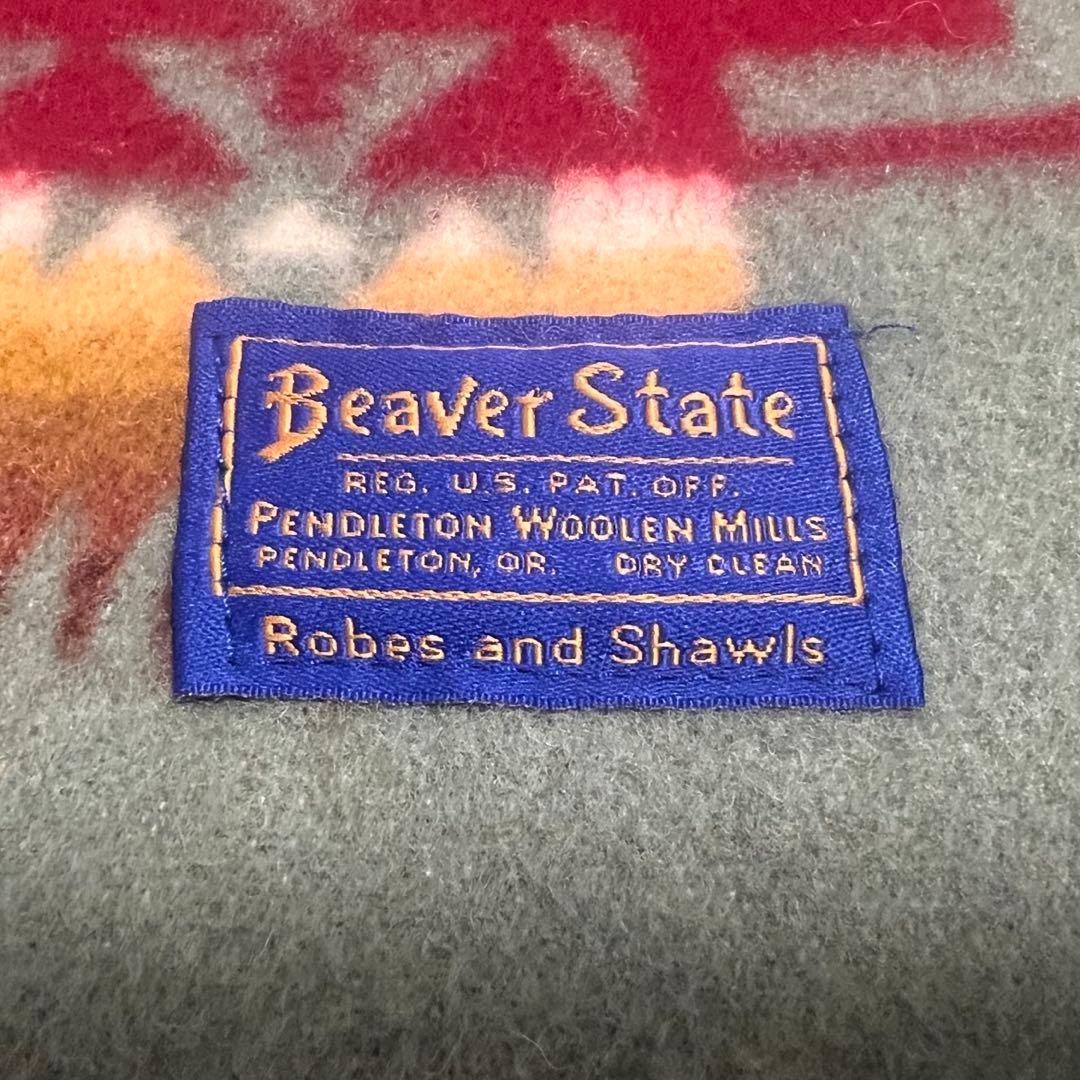 Beaver State
REG. U.S. PAT. OFF.
PENDLETON WOOLEN MILLS
PENDLETON, OR. DRY CLEAN
Robes and Shawls